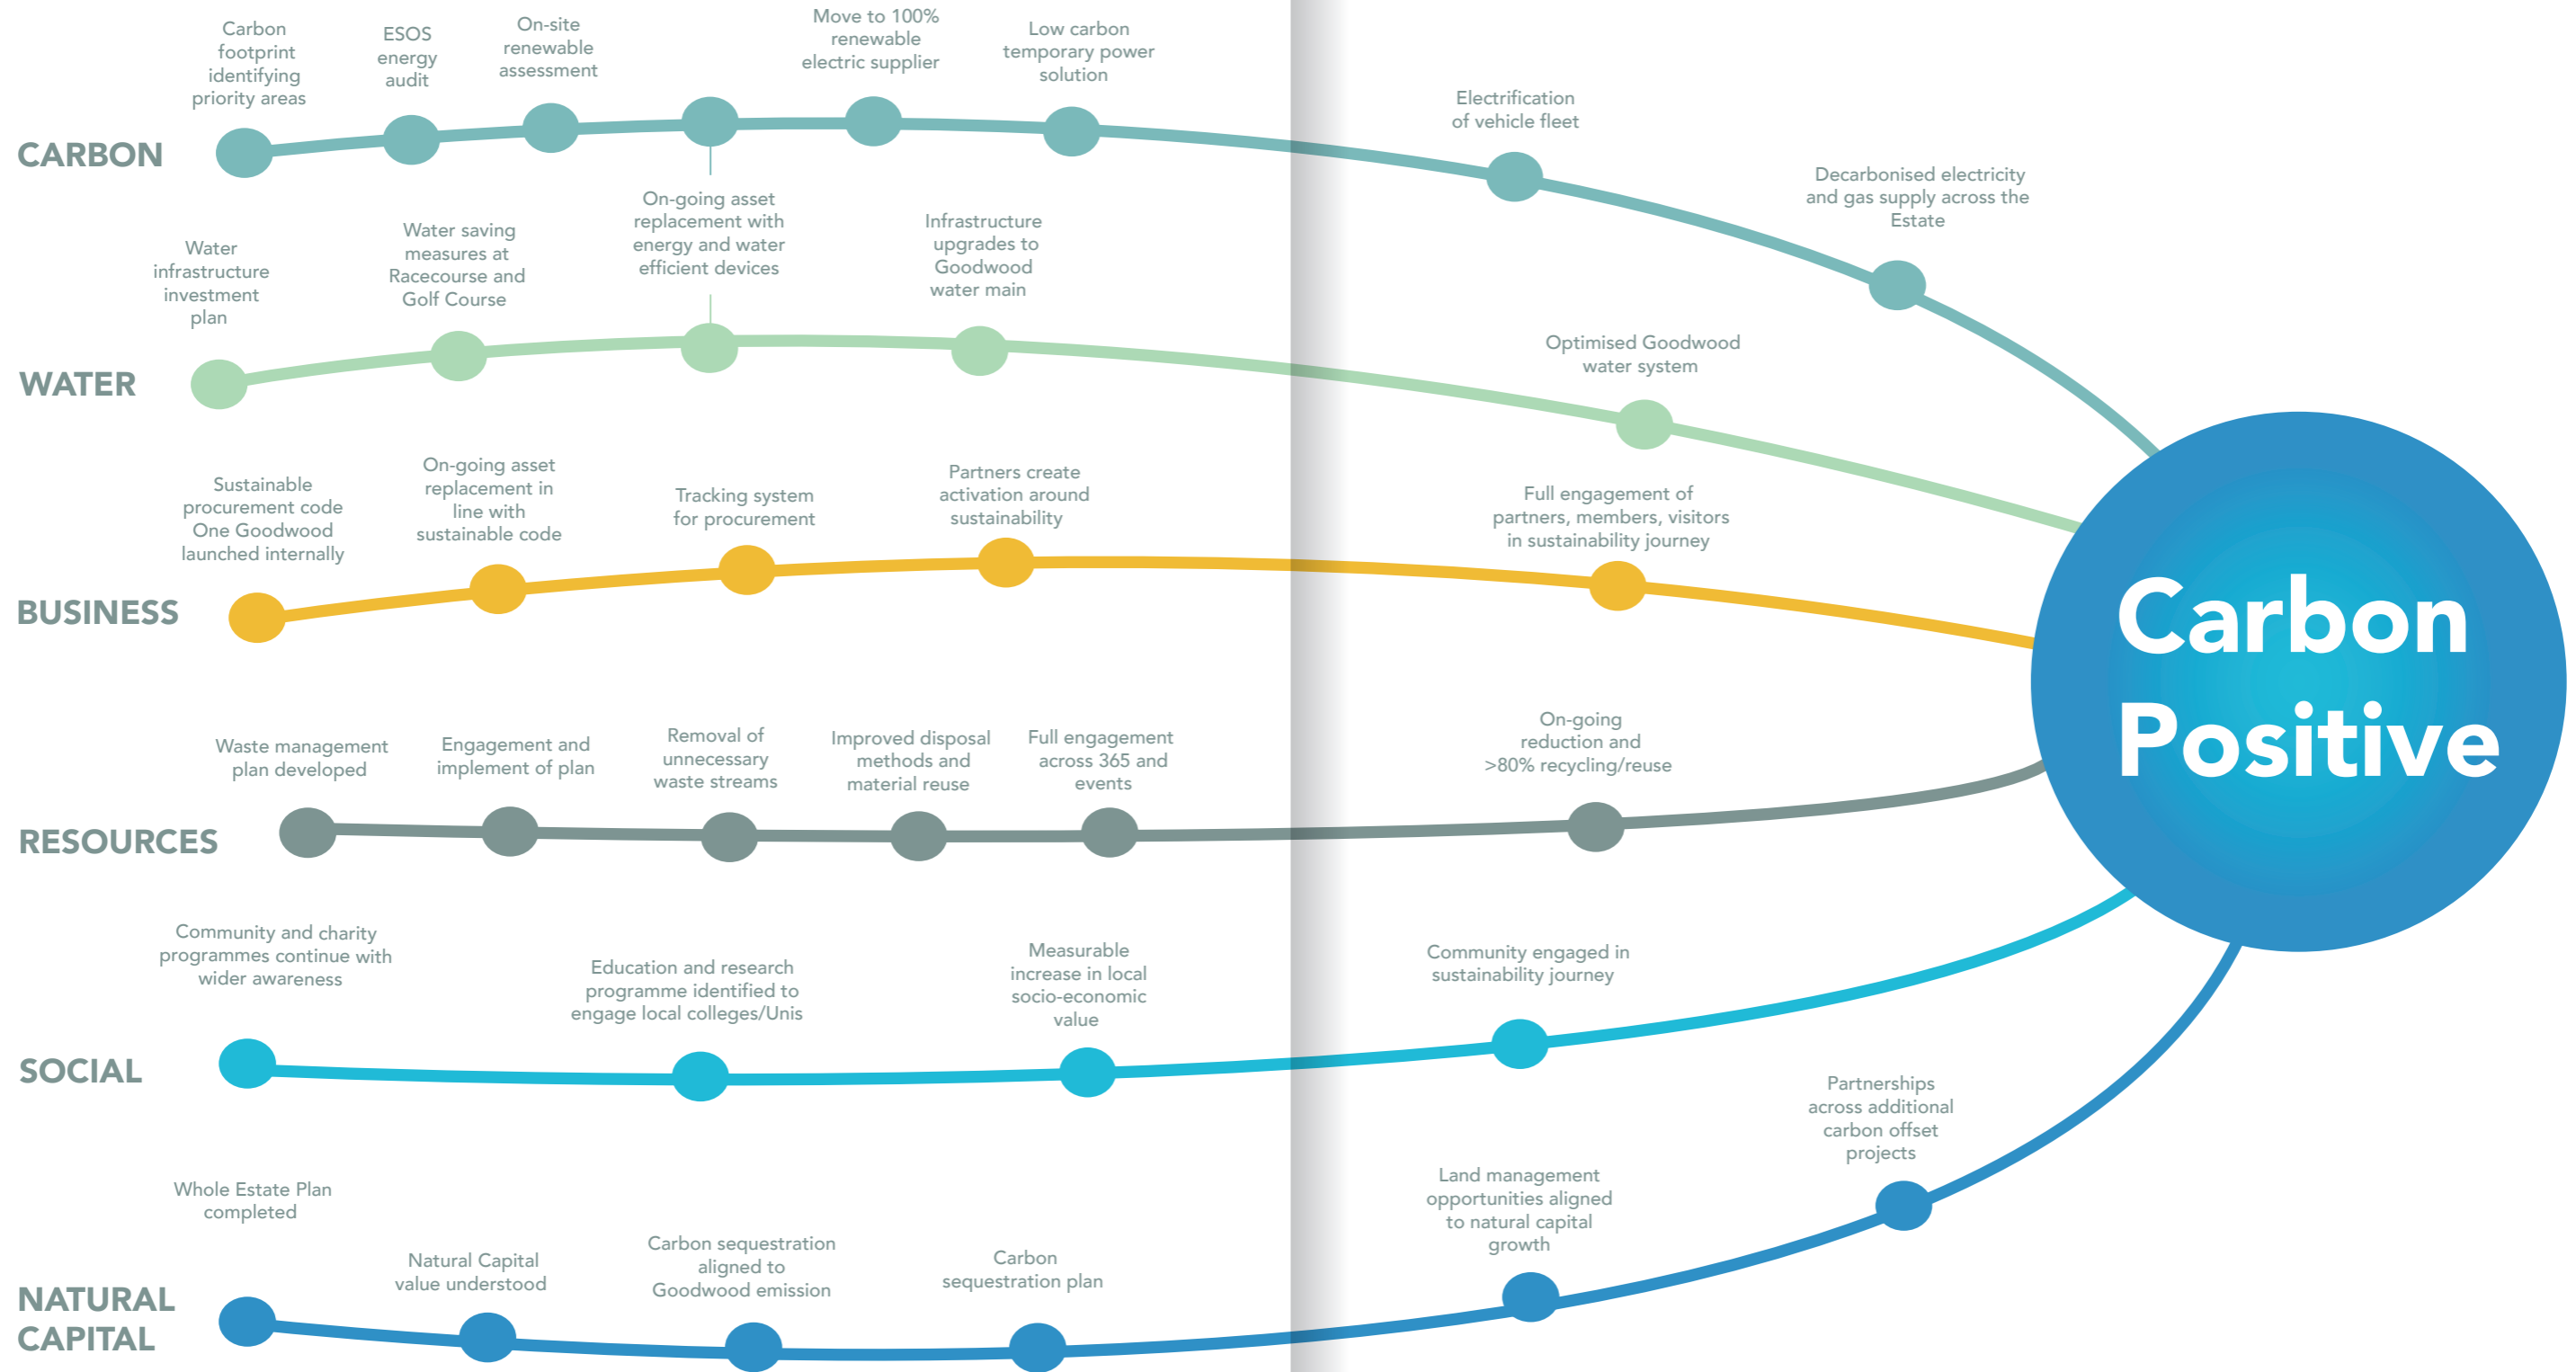 CARBON
Carbon
footprint
identifying
priority areas
ESOS
energy
audit
On-site
renewable
assessment
Move to 100%
renewable
electric supplier
Low carbon
temporary power
solution
Electrification
of vehicle fleet
Decarbonised electricity
and gas supply across the
Estate
WATER
Water
infrastructure
investment
plan
Water saving
measures at
Racecourse and
Golf Course
On-going asset
replacement with
energy and water
efficient devices
Infrastructure
upgrades to
Goodwood
water main
Optimised Goodwood
water system
BUSINESS
Sustainable
procurement code
One Goodwood
launched internally
On-going asset
replacement in
line with
sustainable code
Tracking system
for procurement
Partners create
activation around
sustainability
Full engagement of
partners, members, visitors
in sustainability journey
RESOURCES
Waste management
plan developed
Engagement and
implement of plan
Removal of
unnecessary
waste streams
Improved disposal
methods and
material reuse
Full engagement
across 365 and
events
On-going
reduction and
>80% recycling/reuse
SOCIAL
Community and charity
programmes continue with
wider awareness
Education and research
programme identified to
engage local colleges/Unis
Measurable
increase in local
socio-economic
value
Community engaged in
sustainability journey
NATURAL
CAPITAL
Whole Estate Plan
completed
Natural Capital
value understood
Carbon sequestration
aligned to
Goodwood emission
Carbon
sequestration plan
Land management
opportunities aligned
to natural capital
growth
Partnerships
across additional
carbon offset
projects
Carbon
Positive